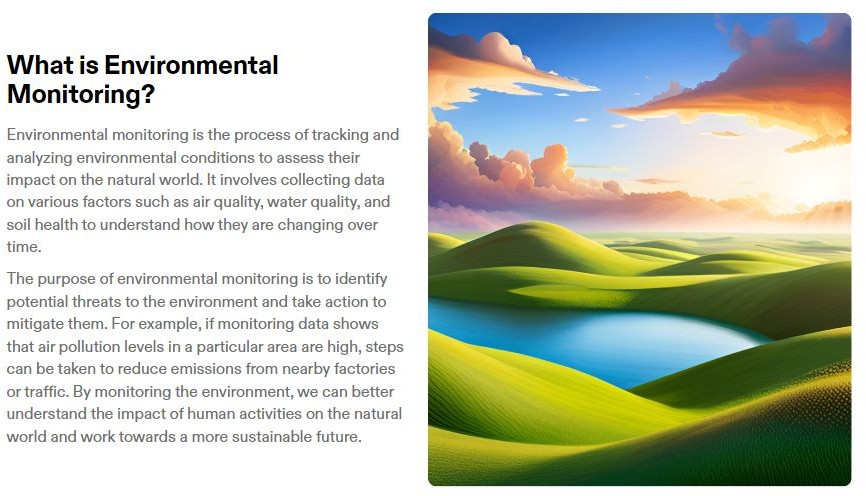 What is Environmental
Monitoring?
Environmental monitoring is the process of tracking and
analyzing environmental conditions to assess their
impact on the natural world. It involves collecting data
on various factors such as air quality, water quality, and
soil health to understand how they are changing over
time.
The purpose of environmental monitoring is to identify
potential threats to the environment and take action to
mitigate them. For example, if monitoring data shows
that air pollution levels in a particular area are high, steps
can be taken to reduce emissions from nearby factories
or traffic. By monitoring the environment, we can better
understand the impact of human activities on the natural
world and work towards a more sustainable future.